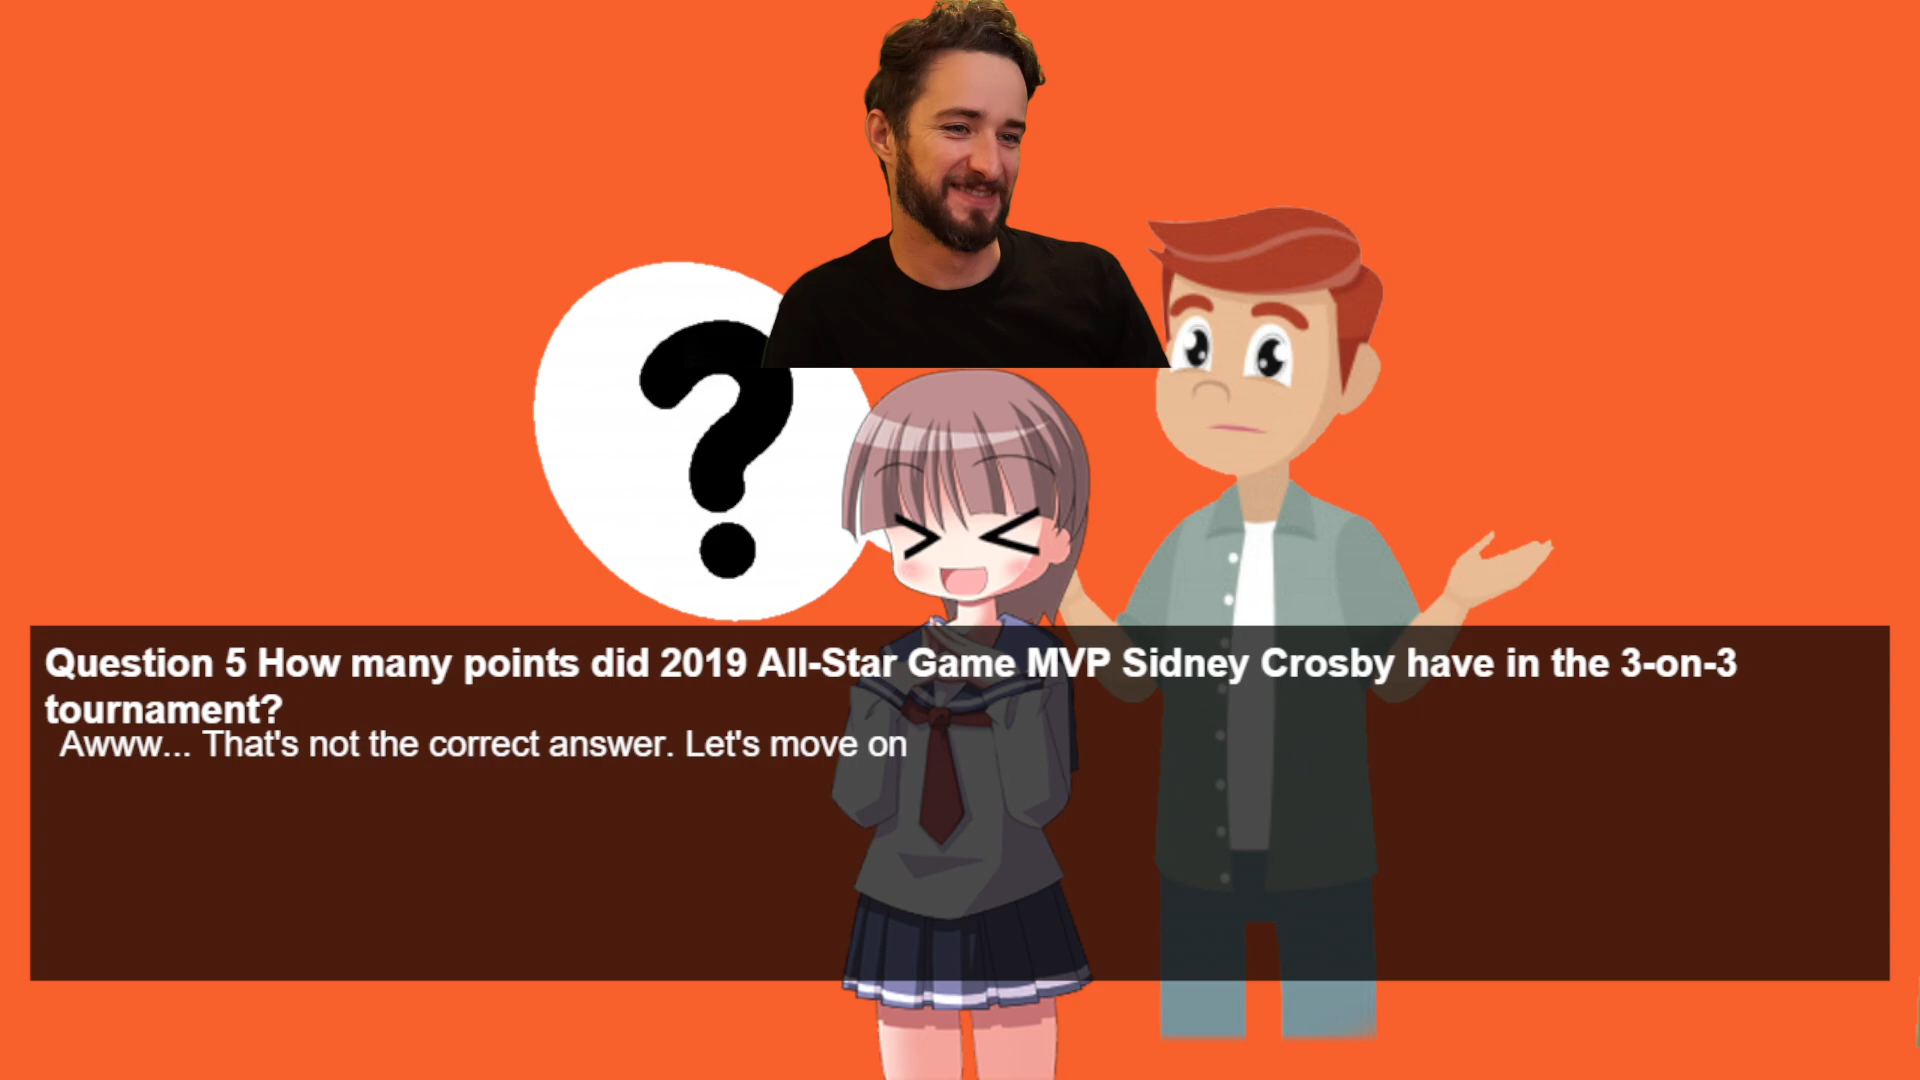 ?
Question 5 How many points did 2019 All-Star Game MVP Sidney Crosby have in the 3-on-3
tournament?
Awww... That's not the correct answer. Let's move on